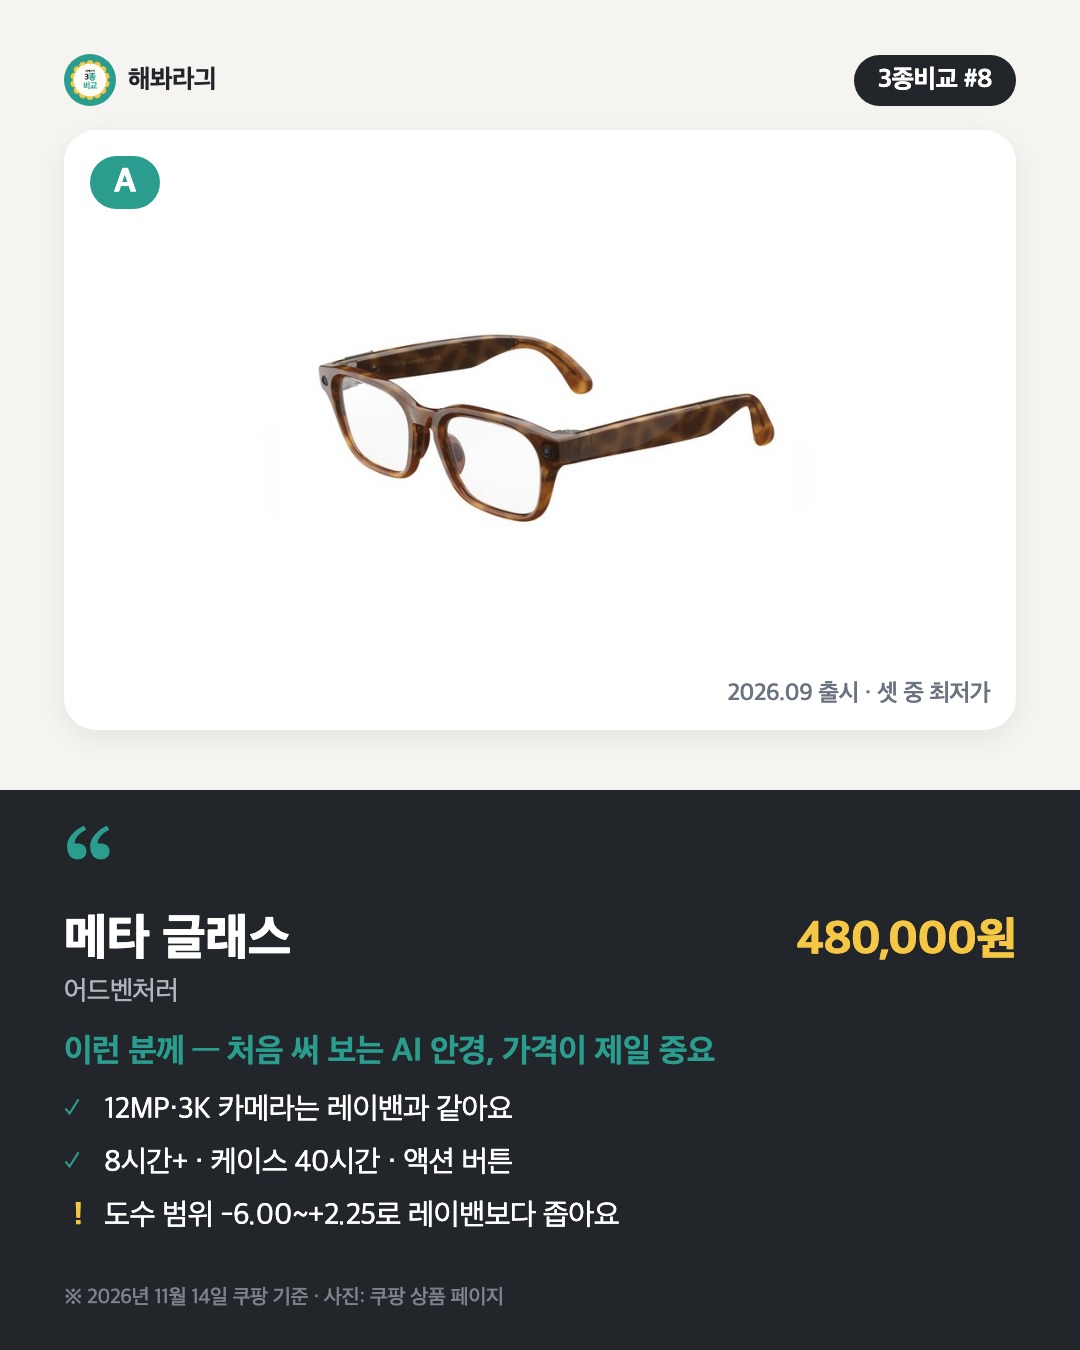 3종
비교
해봐라긔
3종비교 #8
A
2026.09 출시 · 셋 중 최저가
“
메타 글래스
480,000원
어드벤처러
이런 분께 — 처음 써 보는 AI 안경, 가격이 제일 중요
✓ 12MP·3K 카메라는 레이밴과 같아요
✓ 8시간+ · 케이스 40시간 · 액션 버튼
! 도수 범위 -6.00~+2.25로 레이밴보다 좁아요
※ 2026년 11월 14일 쿠팡 기준 · 사진: 쿠팡 상품 페이지